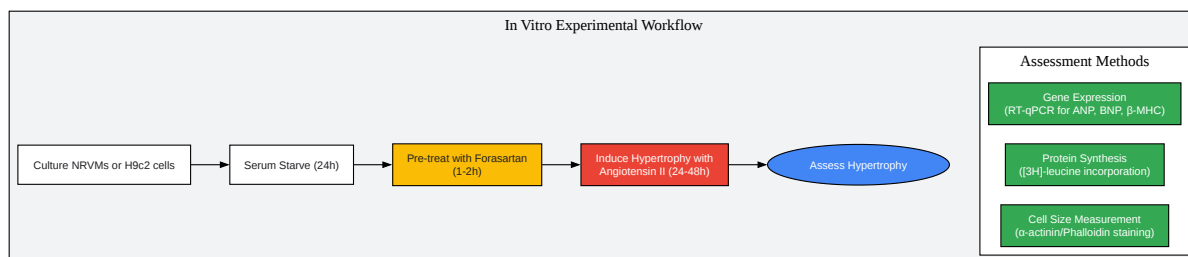 In Vitro Experimental Workflow
Culture NRVMs or H9c2 cells
Serum Starve (24h)
Pre-treat with Forasartan
(1-2h)
Induce Hypertrophy with
Angiotensin II (24-48h)
Assess Hypertrophy
Assessment Methods
Gene Expression
(RT-qPCR for ANP, BNP, β-MHC)
Protein Synthesis
([3H]-leucine incorporation)
Cell Size Measurement
(α-actinin/Phalloidin staining)